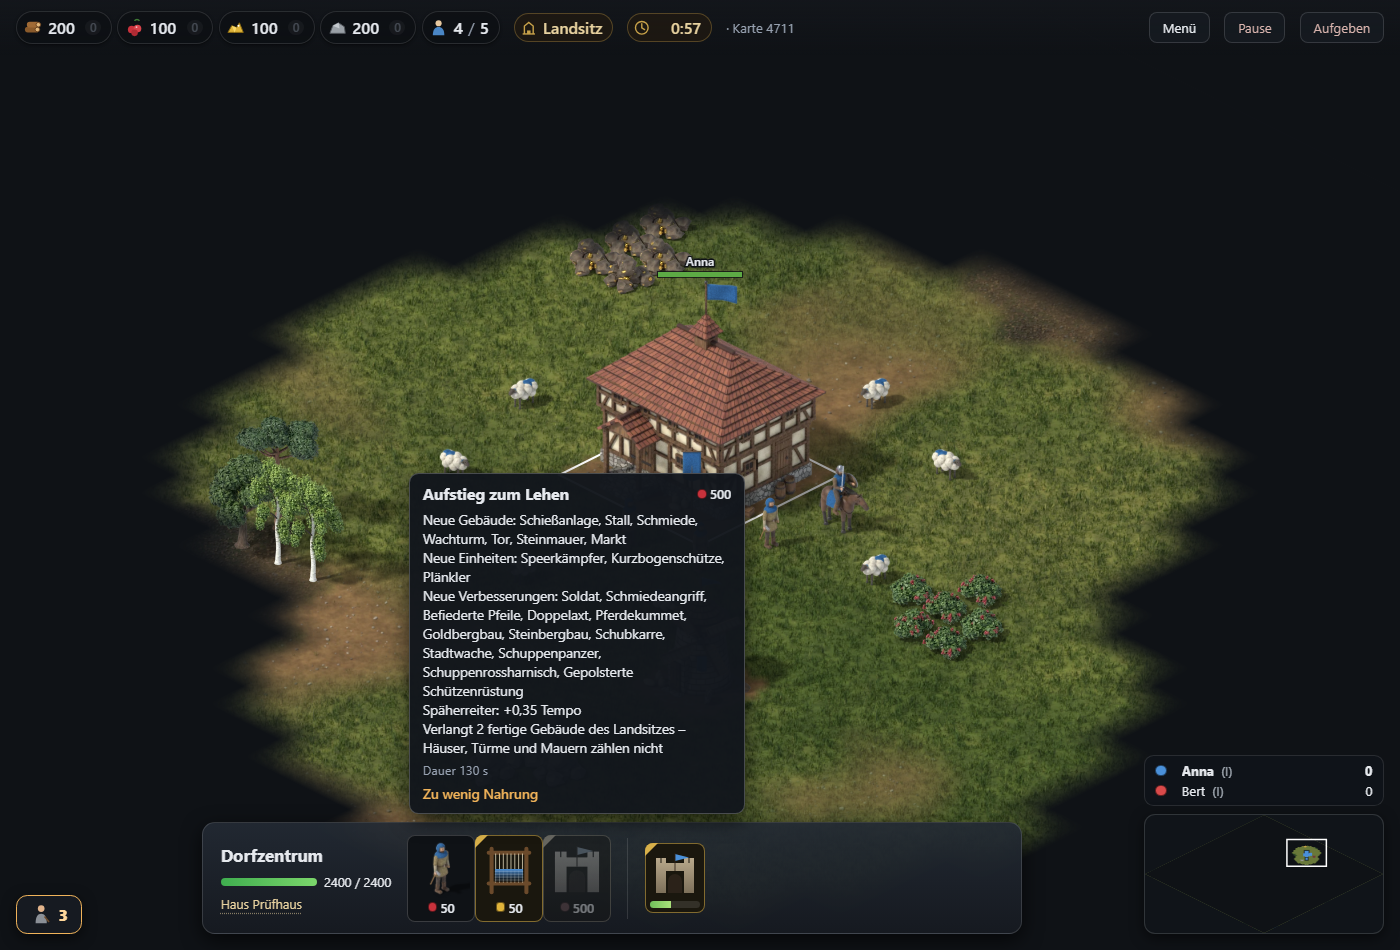 200 0 100 0 100 0 200 0 4 / 5 Landsitz 0:57 · Karte 4711 Menü Pause Aufgeben
Anna
Aufstieg zum Lehen 500
Neue Gebäude: Schießanlage, Stall, Schmiede,
Wachturm, Tor, Steinmauer, Markt
Neue Einheiten: Speerkämpfer, Kurzbogenschütze,
Plänkler
Neue Verbesserungen: Soldat, Schmiedeangriff,
Befiederte Pfeile, Doppelaxt, Pferdekummet,
Goldbergbau, Steinbergbau, Schubkarre,
Stadtwache, Schuppenpanzer,
Schuppenrossharnisch, Gepolsterte
Schützenrüstung
Späherreiter: +0,35 Tempo
Verlangt 2 fertige Gebäude des Landsitzes –
Häuser, Türme und Mauern zählen nicht
Dauer 130 s
Zu wenig Nahrung
Anna (I) 0
Bert (I) 0
Dorfzentrum
2400 / 2400
Haus Prüfhaus
50 50 500
3